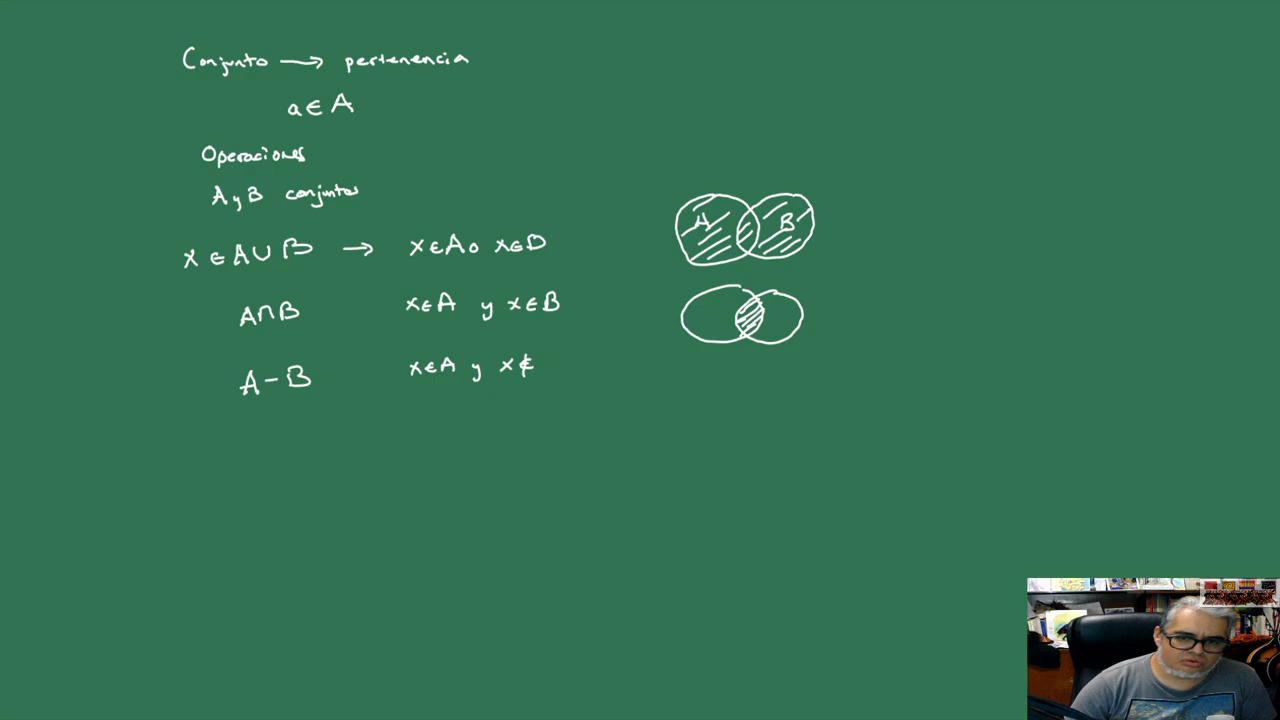 Conjunto → pertenencia
a ∈ A
Operaciones
A y B conjuntos
x ∈ A ∪ B → x ∈ A o x ∈ B
A ∩ B x ∈ A y x ∈ B
A − B x ∈ A y x ∉
A B